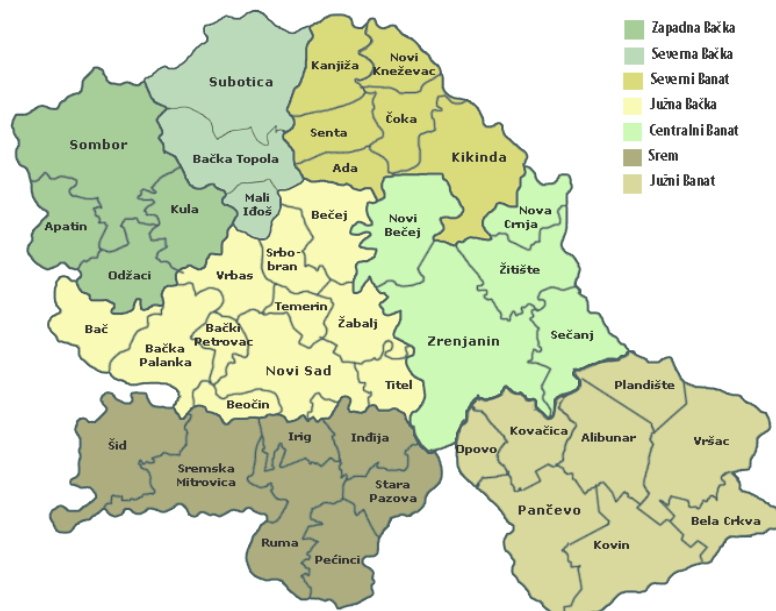 Zapadna Bačka
Severna Bačka
Severni Banat
Južna Bačka
Centralni Banat
Srem
Južni Banat
Subotica
Kanjiža
Novi
Kneževac
Senta
Čoka
Sombor
Bačka Topola
Ada
Kikinda
Mali
Iđoš
Apatin
Kula
Bečej
Novi
Bečej
Nova
Crnja
Srbo-
bran
Odžaci
Vrbas
Žitište
Temerin
Bač
Bački
Petrovac
Žabalj
Bačka
Palanka
Zrenjanin
Sečanj
Novi Sad
Titel
Beočin
Plandište
Šid
Irig
Inđija
Kovačica
Opovo
Alibunar
Vršac
Sremska
Mitrovica
Stara
Pazova
Pančevo
Bela Crkva
Ruma
Pećinci
Kovin